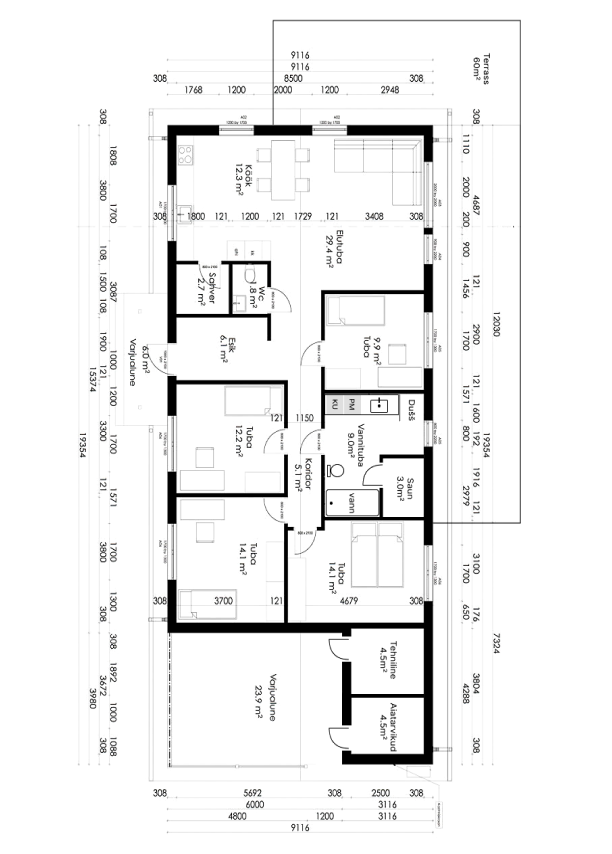 Terrass
60m²
9116
9116
308 8500 308
1768 1200 2000 1200 2948
308
1808
3800
1700
108
1500
3087
108
1900
1000
121
15374
1200
3300
1700
121
1571
1700
3800
1300
308
308
1892
3672
1000
3980
1088
308
19354
308
1110
2000
4687
200
900
121
1456
2900
1700
12030
121
1571
1600
800
192
19354
1916
2979
121
3100
1700
650
176
7324
3804
4288
308
Köök
12.3 m²
308 1800 121 1200 121 1729 121 3408 308
Elutuba
29.4 m²
Sahver
2.7 m²
Wc
1.8 m²
Esik
6.1 m²
Varjualune
6.0 m²
Tuba
9.9 m²
121 1150
KU
PM
Dušš
Vannituba
9.0m²
Tuba
12.2 m²
Koridor
5.1 m²
Saun
3.0m²
vann
Tuba
14.1 m²
Tuba
14.1 m²
308 3700 121 4679 308
Varjualune
23.9 m²
Tehniline
4.5m²
Aiatarvikud
4.5m²
308 5692 308 2500 308
6000 3116
4800 1200 3116
9116